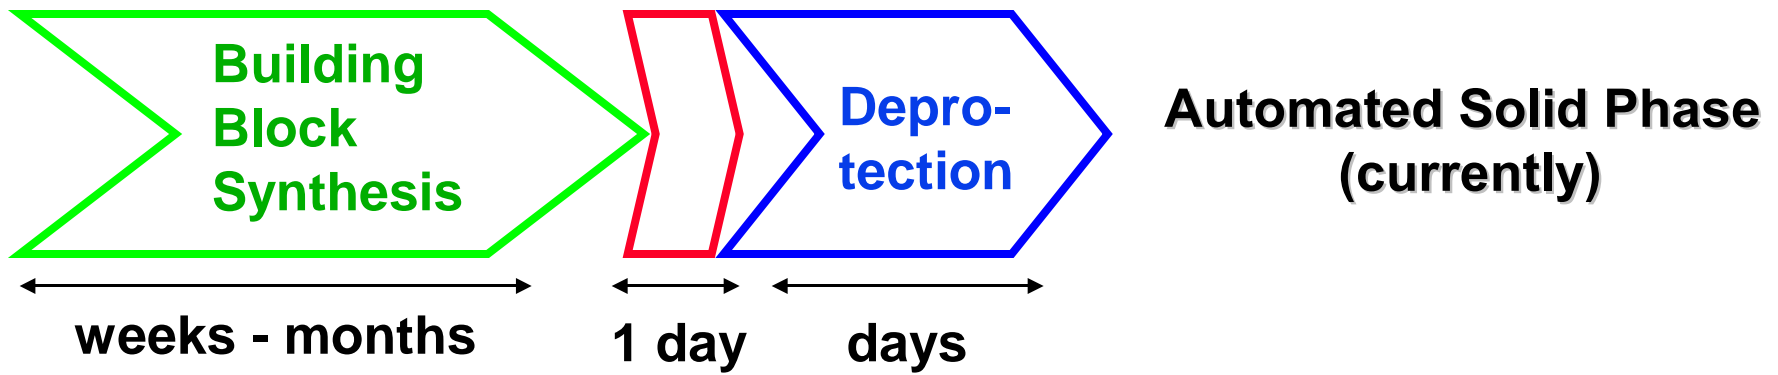 Building
Block
Synthesis
Depro-
tection
Automated Solid Phase
(currently)
weeks - months
1 day
days